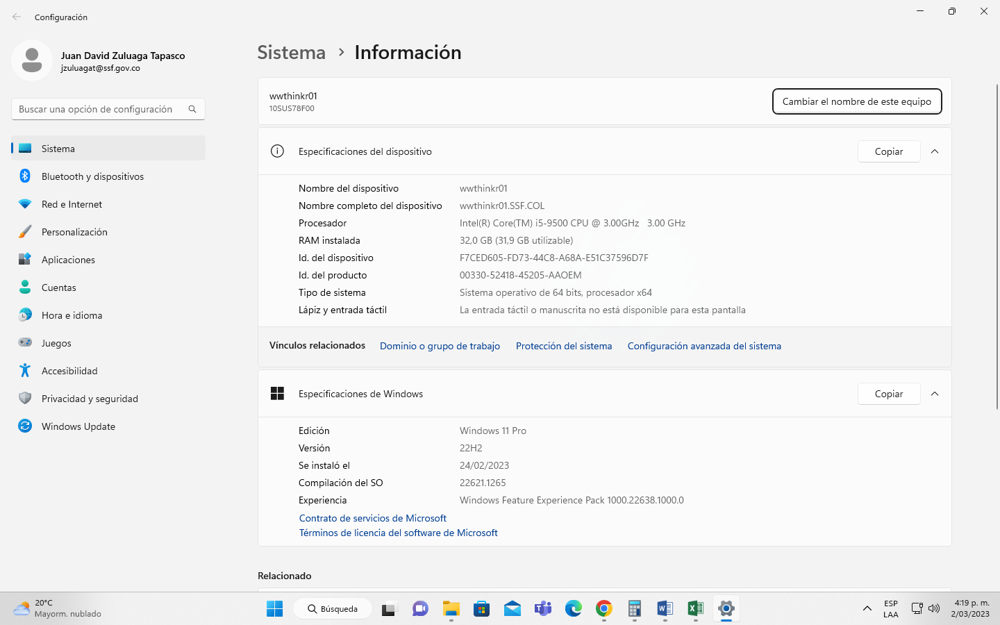 Configuración
Juan David Zuluaga Tapasco
jzuluagat@ssf.gov.co
Buscar una opción de configuración
Sistema
Bluetooth y dispositivos
Red e Internet
Personalización
Aplicaciones
Cuentas
Hora e idioma
Juegos
Accesibilidad
Privacidad y seguridad
Windows Update
Sistema > Información
wwthinkr01
10SUS78F00
Cambiar el nombre de este equipo
Especificaciones del dispositivo
Copiar
Nombre del dispositivo wwthinkr01
Nombre completo del dispositivo wwthinkr01.SSF.COL
Procesador Intel(R) Core(TM) i5-9500 CPU @ 3.00GHz 3.00 GHz
RAM instalada 32,0 GB (31,9 GB utilizable)
Id. del dispositivo F7CED605-FD73-44C8-A68A-E51C37596D7F
Id. del producto 00330-52418-45205-AAOEM
Tipo de sistema Sistema operativo de 64 bits, procesador x64
Lápiz y entrada táctil La entrada táctil o manuscrita no está disponible para esta pantalla
Vínculos relacionados Dominio o grupo de trabajo Protección del sistema Configuración avanzada del sistema
Especificaciones de Windows
Copiar
Edición Windows 11 Pro
Versión 22H2
Se instaló el 24/02/2023
Compilación del SO 22621.1265
Experiencia Windows Feature Experience Pack 1000.22638.1000.0
Contrato de servicios de Microsoft
Términos de licencia del software de Microsoft
Relacionado
20°C
Mayorm. nublado
Búsqueda
ESP
LAA
4:19 p. m.
2/03/2023